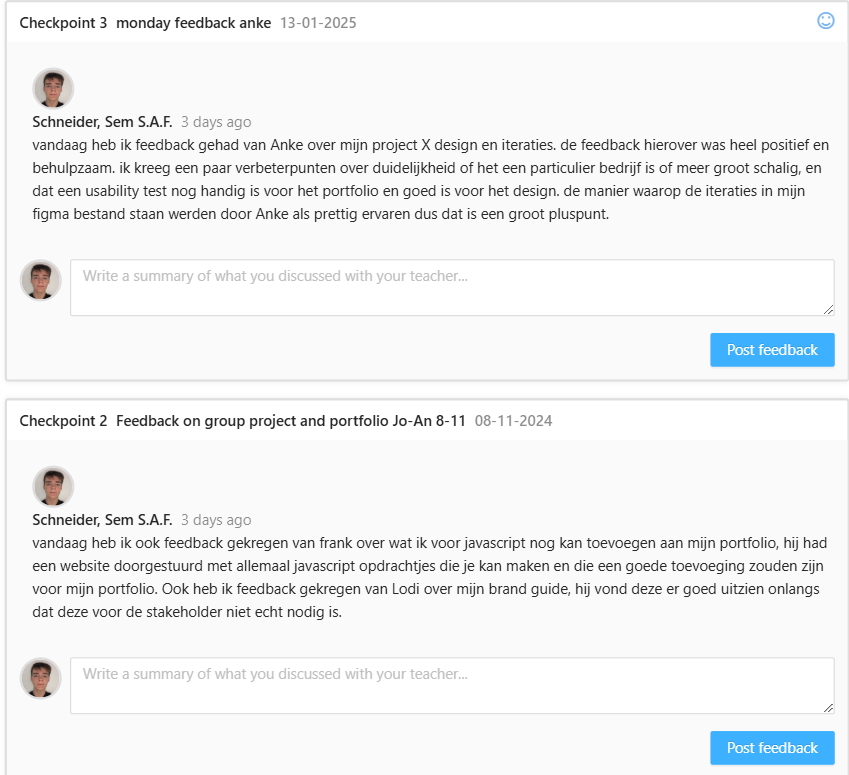 Checkpoint 3 monday feedback anke 13-01-2025
Schneider, Sem S.A.F. 3 days ago
vandaag heb ik feedback gehad van Anke over mijn project X design en iteraties. de feedback hierover was heel positief en
behulpzaam. ik kreeg een paar verbeterpunten over duidelijkheid of het een particulier bedrijf is of meer groot schalig, en
dat een usability test nog handig is voor het portfolio en goed is voor het design. de manier waarop de iteraties in mijn
figma bestand staan werden door Anke als prettig ervaren dus dat is een groot pluspunt.
Write a summary of what you discussed with your teacher...
Post feedback
Checkpoint 2 Feedback on group project and portfolio Jo-An 8-11 08-11-2024
Schneider, Sem S.A.F. 3 days ago
vandaag heb ik ook feedback gekregen van frank over wat ik voor javascript nog kan toevoegen aan mijn portfolio, hij had
een website doorgestuurd met allemaal javascript opdrachtjes die je kan maken en die een goede toevoeging zouden zijn
voor mijn portfolio. Ook heb ik feedback gekregen van Lodi over mijn brand guide, hij vond deze er goed uitzien onlangs
dat deze voor de stakeholder niet echt nodig is.
Write a summary of what you discussed with your teacher...
Post feedback